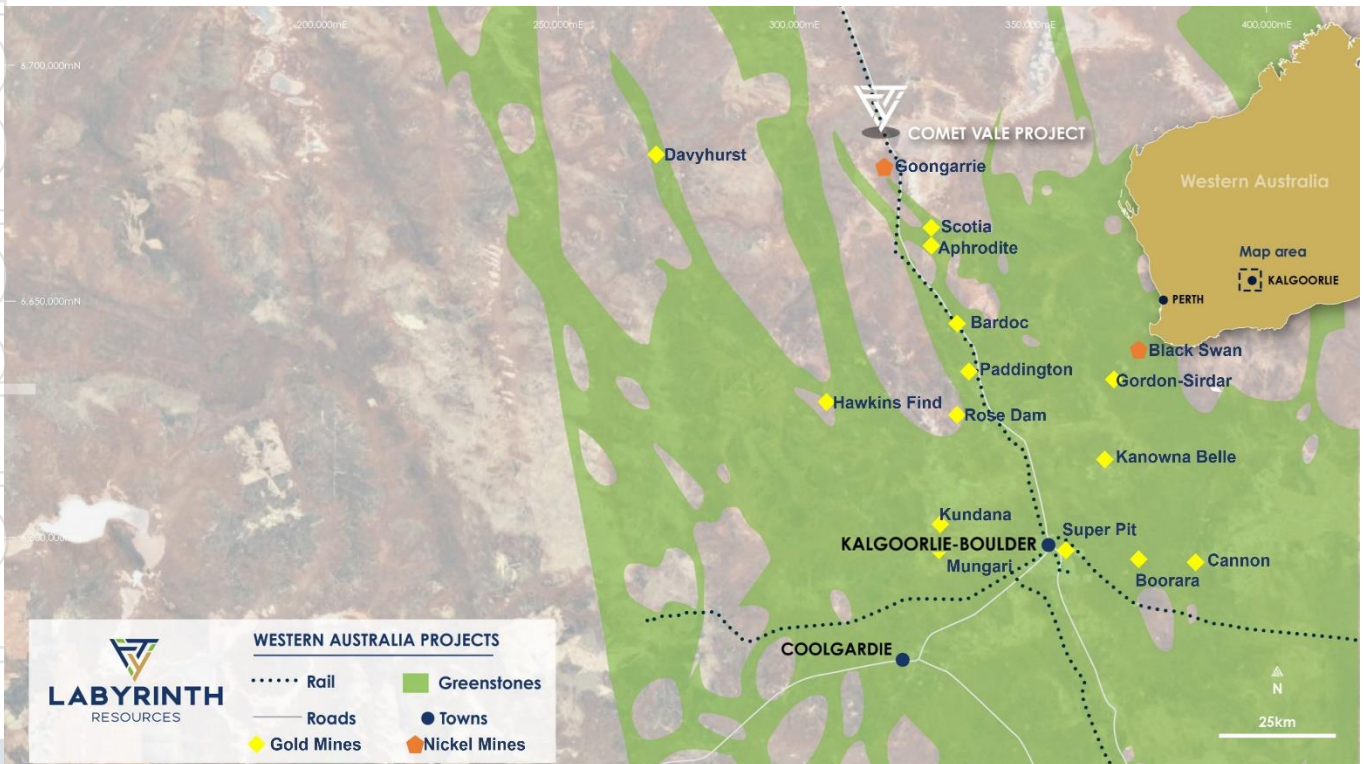 200,000mE
250,000mE
300,000mE
350,000mE
400,000mE
6,700,000mN
COMET VALE PROJECT
Davyhurst
Goongarrie
Western Australia
Scotia
Aphrodite
Map area
KALGOORLIE
PERTH
6,650,000mN
Bardoc
Black Swan
Paddington
Gordon-Sirdar
Hawkins Find
Rose Dam
Kanowna Belle
Kundana
Super Pit
KALGOORLIE-BOULDER
Mungari
Cannon
Boorara
COOLGARDIE
WESTERN AUSTRALIA PROJECTS
Rail
Greenstones
LABYRINTH
RESOURCES
Roads
Towns
Gold Mines
Nickel Mines
N
25km